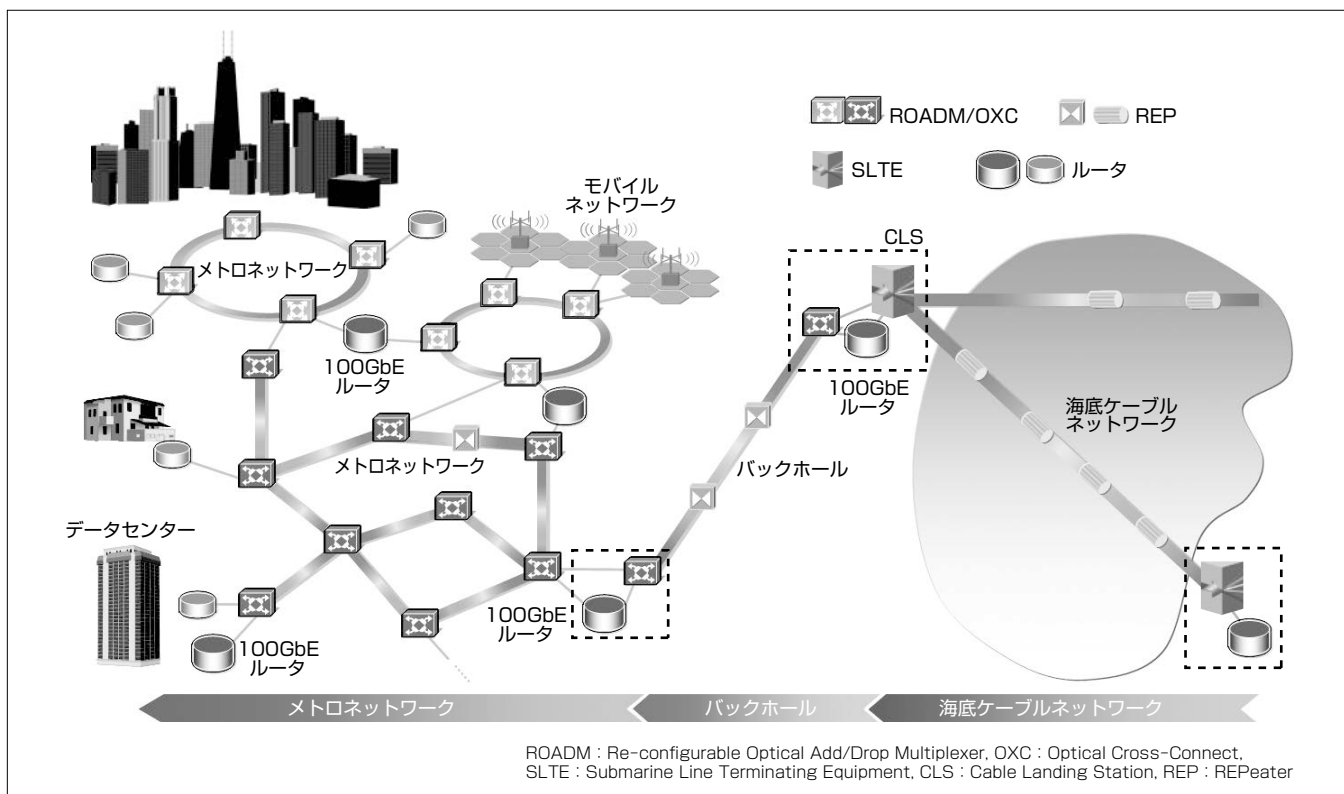 ROADM/OXC
REP
SLTE
ルータ
モバイル
ネットワーク
CLS
メトロネットワーク
100GbE
ルータ
100GbE
ルータ
海底ケーブル
ネットワーク
メトロネットワーク
バックホール
データセンター
100GbE
ルータ
100GbE
ルータ
メトロネットワーク
バックホール
海底ケーブルネットワーク
ROADM：Re-configurable Optical Add/Drop Multiplexer, OXC：Optical Cross-Connect,
SLTE：Submarine Line Terminating Equipment, CLS：Cable Landing Station, REP：REPeater